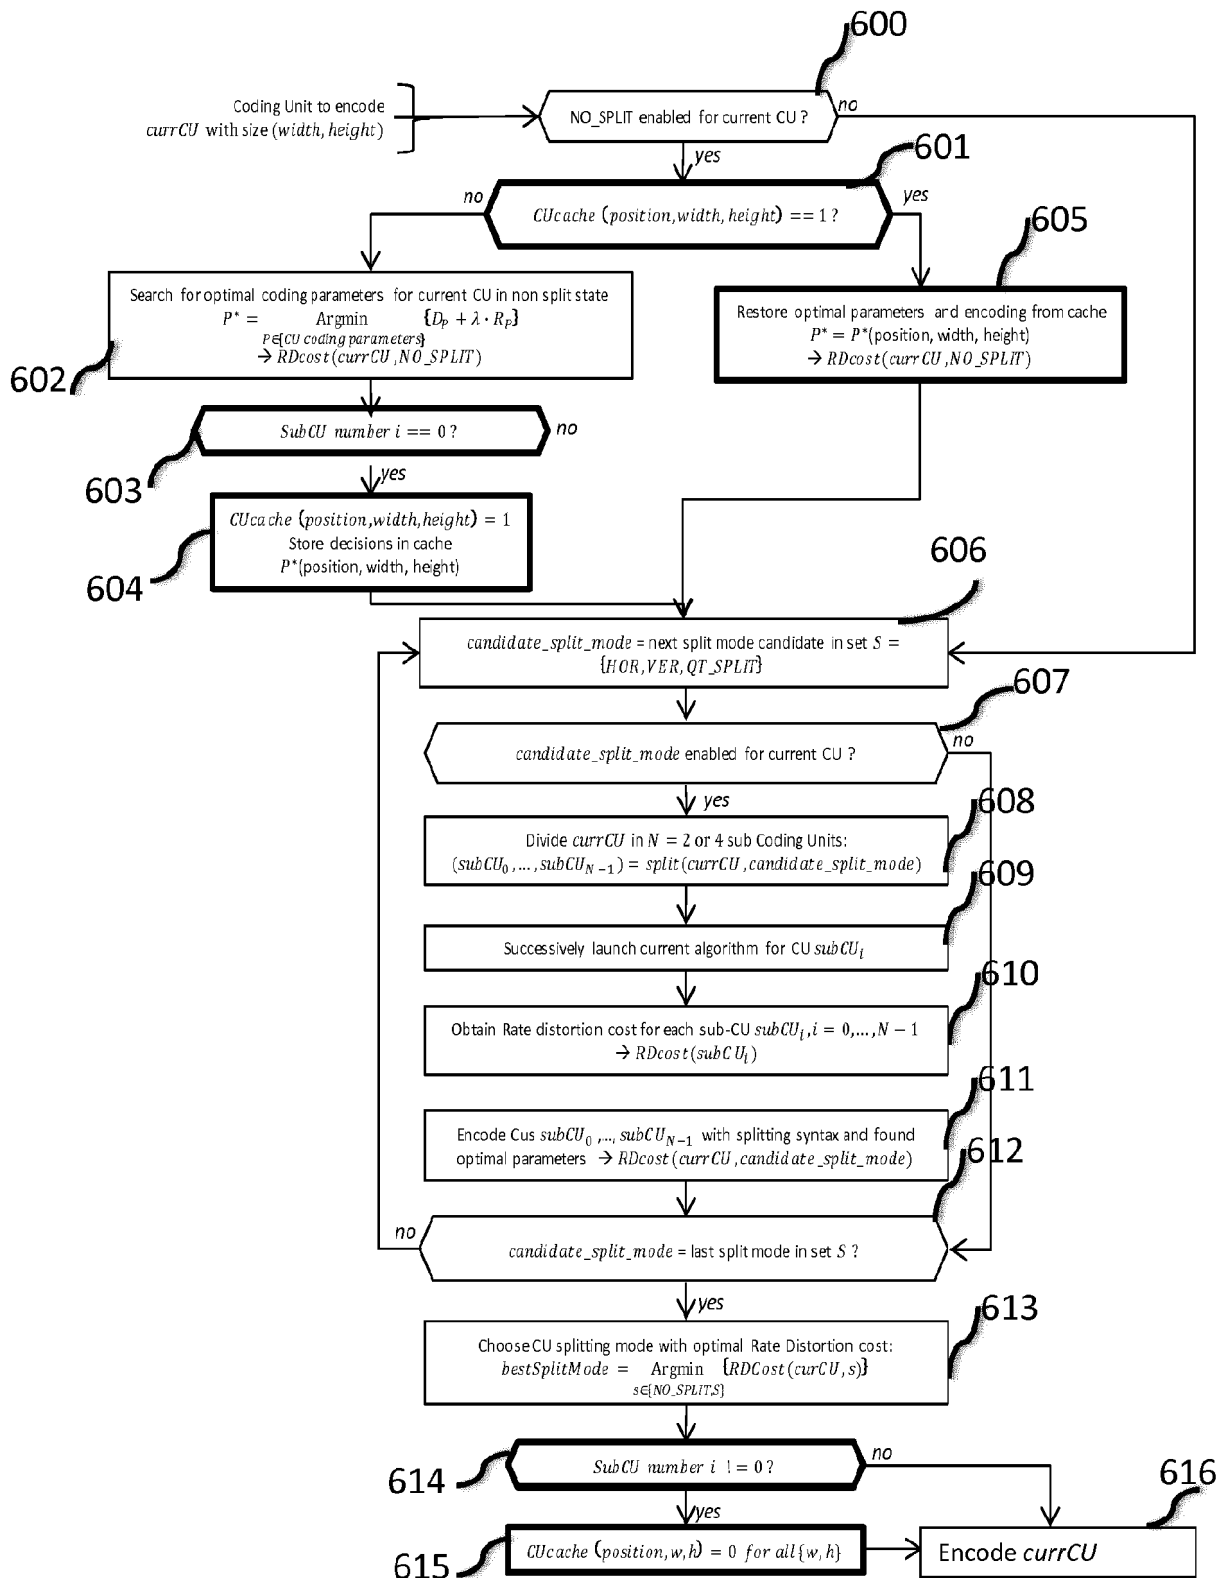 600
Coding Unit to encode
currCU with size (width, height)
NO_SPLIT enabled for current CU ?
no
yes
601
no
CUcache (position,width,height) == 1 ?
yes
605
Search for optimal coding parameters for current CU in non split state
P* = Argmin {D_P + λ · R_P}
P∈{CU coding parameters}
→ RDcost(currCU,NO_SPLIT)
602
Restore optimal parameters and encoding from cache
P* = P*(position, width, height)
→ RDcost(currCU,NO_SPLIT)
SubCU number i == 0 ?
no
603
yes
CUcache (position,width,height) = 1
Store decisions in cache
P*(position, width, height)
604
606
candidate_split_mode = next split mode candidate in set S =
{HOR,VER,QT_SPLIT}
607
candidate_split_mode enabled for current CU ?
no
yes
608
Divide currCU in N = 2 or 4 sub Coding Units:
(subCU_0,...,subCU_{N-1}) = split(currCU,candidate_split_mode)
609
Successively launch current algorithm for CU subCU_i
610
Obtain Rate distortion cost for each sub-CU subCU_i,i = 0,...,N − 1
→ RDcost(subCU_i)
611
Encode Cus subCU_0,..,subCU_{N-1} with splitting syntax and found
optimal parameters → RDcost(currCU,candidate_split_mode)
612
no
candidate_split_mode = last split mode in set S ?
yes
613
Choose CU splitting mode with optimal Rate Distortion cost:
bestSplitMode = Argmin {RDCost(curCU,s)}
s∈{NO_SPLIT,S}
SubCU number i ! = 0 ?
no
614
yes
616
CUcache (position,w,h) = 0 for all{w,h}
615
Encode currCU